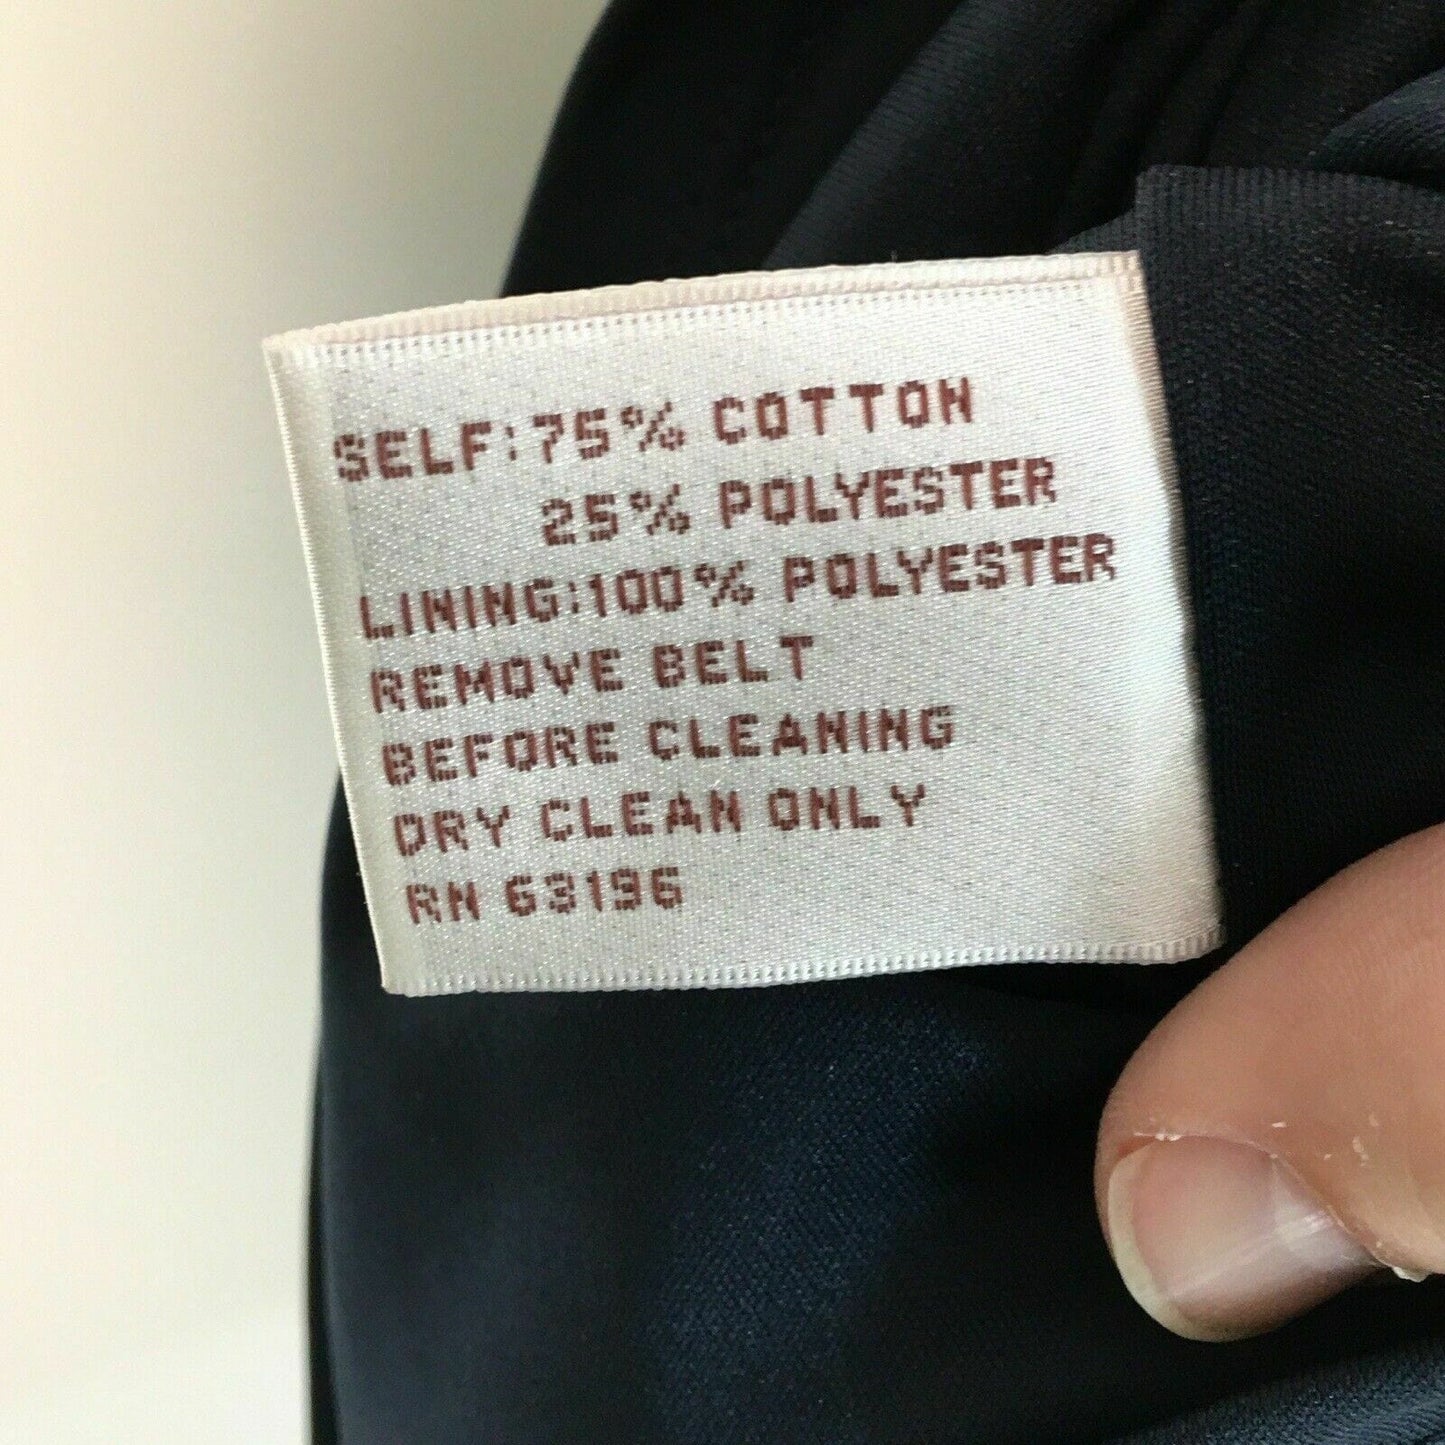 SELF:75% COTTON
25% POLYESTER
LINING:100% POLYESTER
REMOVE BELT
BEFORE CLEANING
DRY CLEAN ONLY
RN 63196